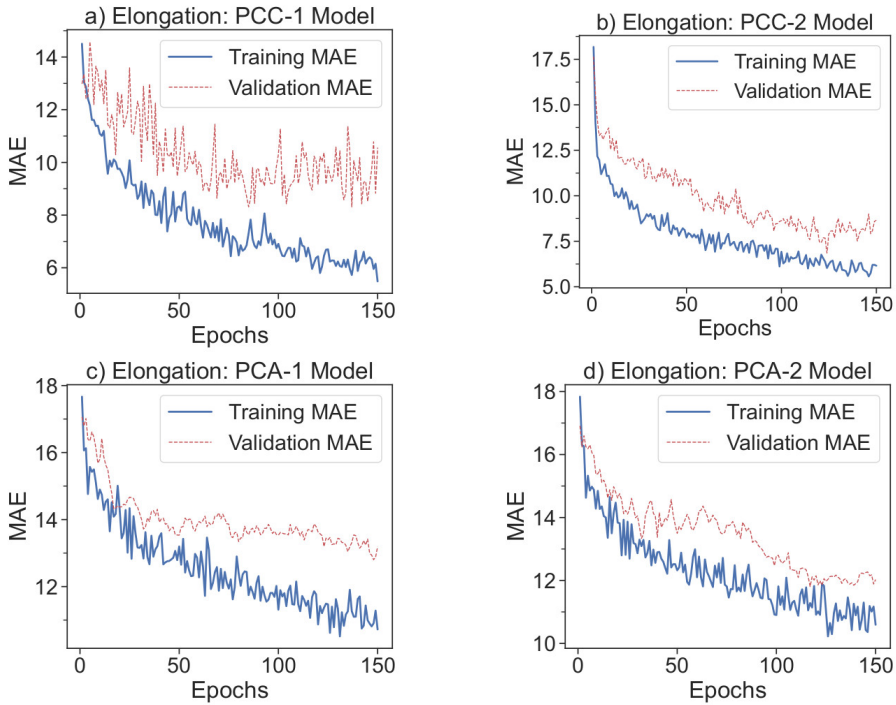 a) Elongation: PCC-1 Model
Training MAE
Validation MAE
14
12
10
8
6
MAE
0
50
100
150
Epochs
b) Elongation: PCC-2 Model
Training MAE
Validation MAE
17.5
15.0
12.5
10.0
7.5
5.0
MAE
0
50
100
150
Epochs
c) Elongation: PCA-1 Model
Training MAE
Validation MAE
18
16
14
12
MAE
0
50
100
150
Epochs
d) Elongation: PCA-2 Model
Training MAE
Validation MAE
18
16
14
12
10
MAE
0
50
100
150
Epochs